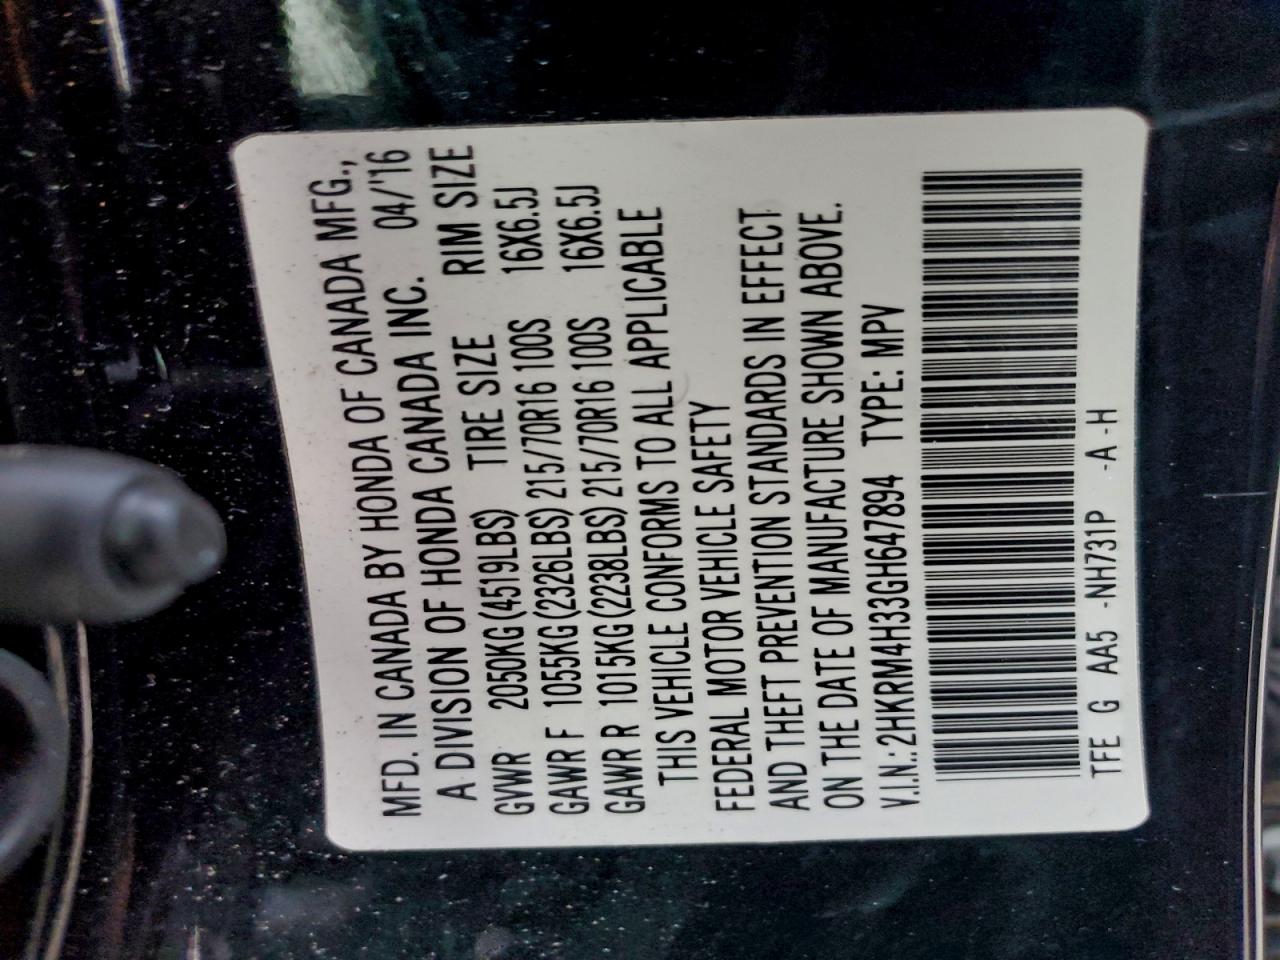 MFD. IN CANADA BY HONDA OF CANADA MFG.,
A DIVISION OF HONDA CANADA INC. 04/'16
GVWR 2050KG (4519LBS) TIRE SIZE RIM SIZE
GAWR F 1055KG (2326LBS) 215/70R16 100S 16X6.5J
GAWR R 1015KG (2238LBS) 215/70R16 100S 16X6.5J
THIS VEHICLE CONFORMS TO ALL APPLICABLE
FEDERAL MOTOR VEHICLE SAFETY
AND THEFT PREVENTION STANDARDS IN EFFECT
ON THE DATE OF MANUFACTURE SHOWN ABOVE.
V.I.N.: 2HKRM4H33GH647894 TYPE: MPV
TFE G AA5 -NH731P -A -H